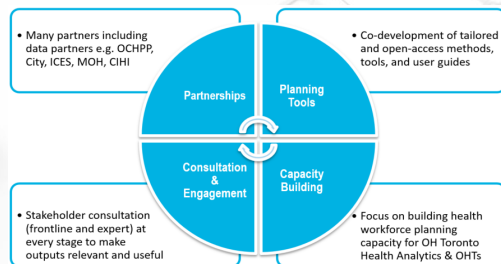 • Many partners including
data partners e.g. OCHPP,
City, ICES, MOH, CIHI
• Co-development of tailored
and open-access methods,
tools, and user guides
Partnerships
Planning
Tools
Consultation
&
Engagement
Capacity
Building
• Stakeholder consultation
(frontline and expert) at
every stage to make
outputs relevant and useful
• Focus on building health
workforce planning
capacity for OH Toronto
Health Analytics & OHTs